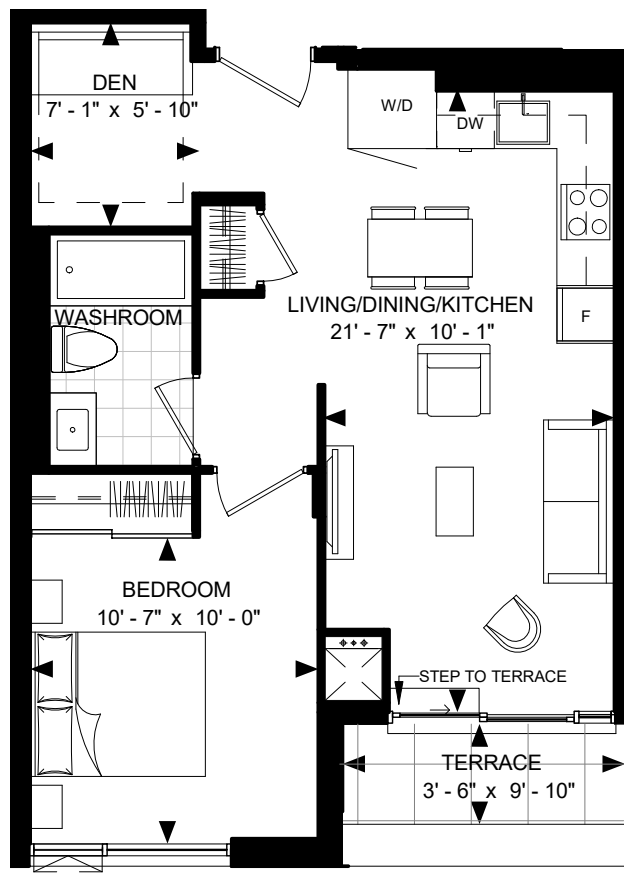 DEN
7' - 1" x 5' - 10"
W/D
DW
WASHROOM
LIVING/DINING/KITCHEN
21' - 7" x 10' - 1"
F
BEDROOM
10' - 7" x 10' - 0"
STEP TO TERRACE
TERRACE
3' - 6" x 9' - 10"